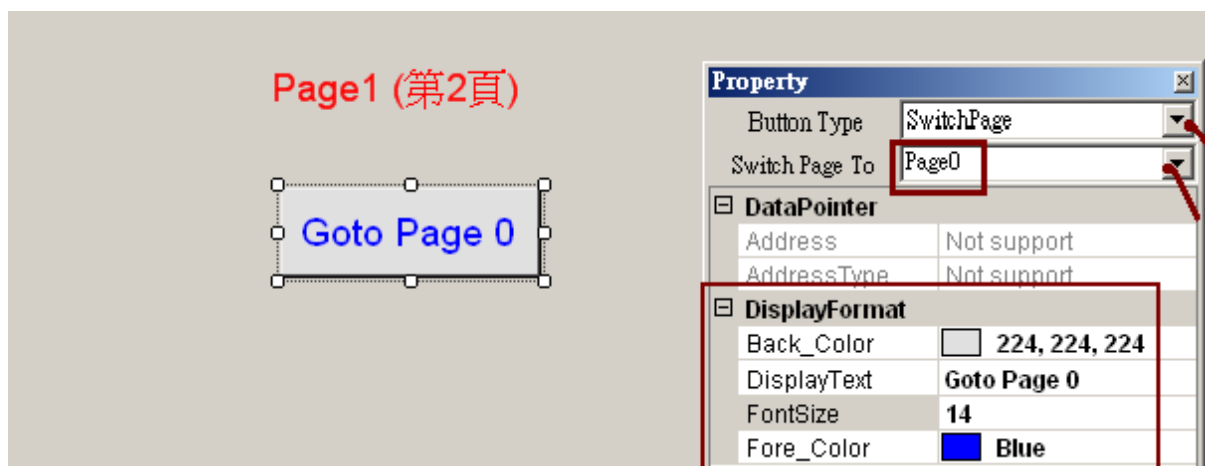 Page1 (第2頁)
Goto Page 0
Property
Button Type SwitchPage
Switch Page To Page0
DataPointer
Address Not support
AddressType Not support
DisplayFormat
Back_Color 224, 224, 224
DisplayText Goto Page 0
FontSize 14
Fore_Color Blue